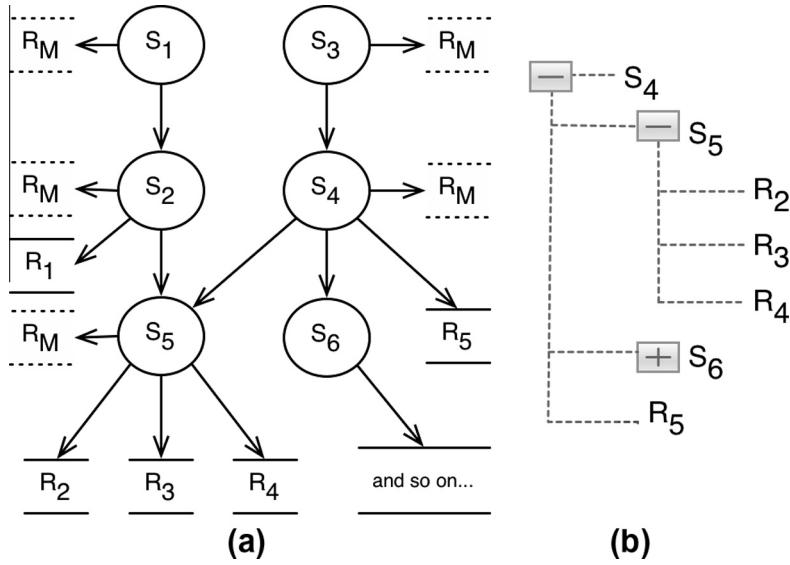 R_M S_1 S_3 R_M
R_M S_2 S_4 R_M
R_1
R_M S_5 S_6 R_5
R_2 R_3 R_4 and so on...
(a)
S_4
S_5
R_2
R_3
R_4
S_6
R_5
(b)